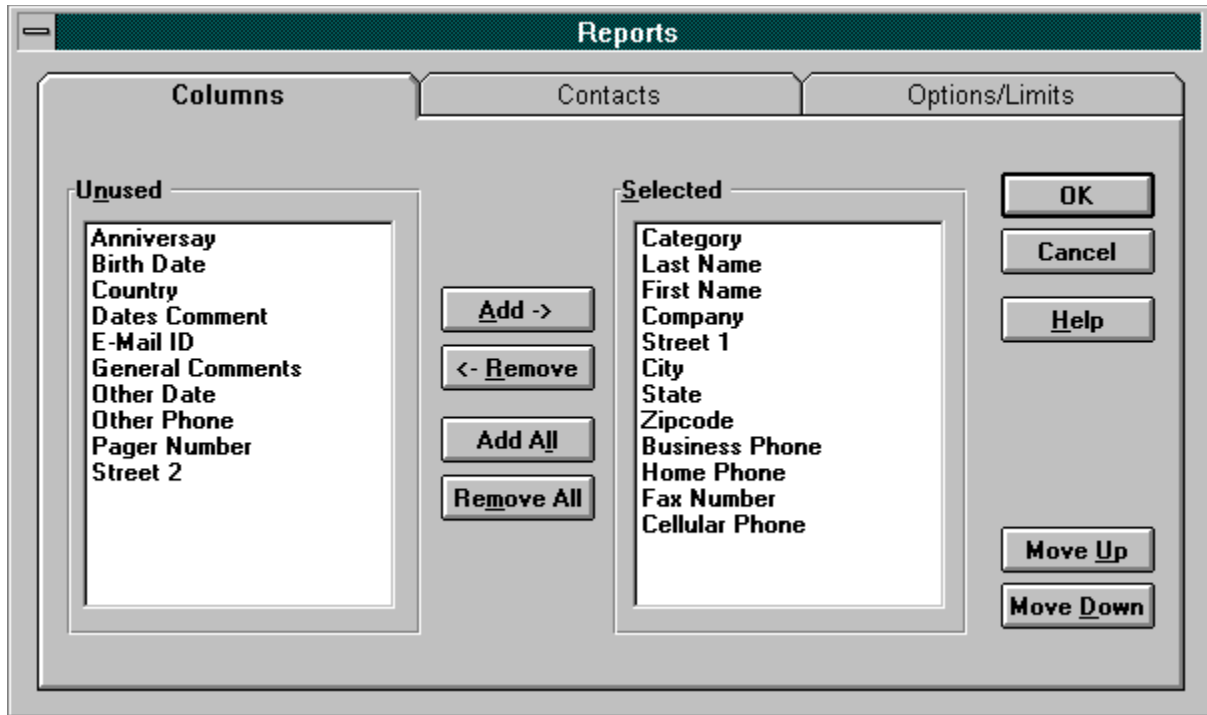 Reports
Columns
Contacts
Options/Limits
Unused
Anniversay
Birth Date
Country
Dates Comment
E-Mail ID
General Comments
Other Date
Other Phone
Pager Number
Street 2
Add ->
<- Remove
Add All
Remove All
Selected
Category
Last Name
First Name
Company
Street 1
City
State
Zipcode
Business Phone
Home Phone
Fax Number
Cellular Phone
OK
Cancel
Help
Move Up
Move Down